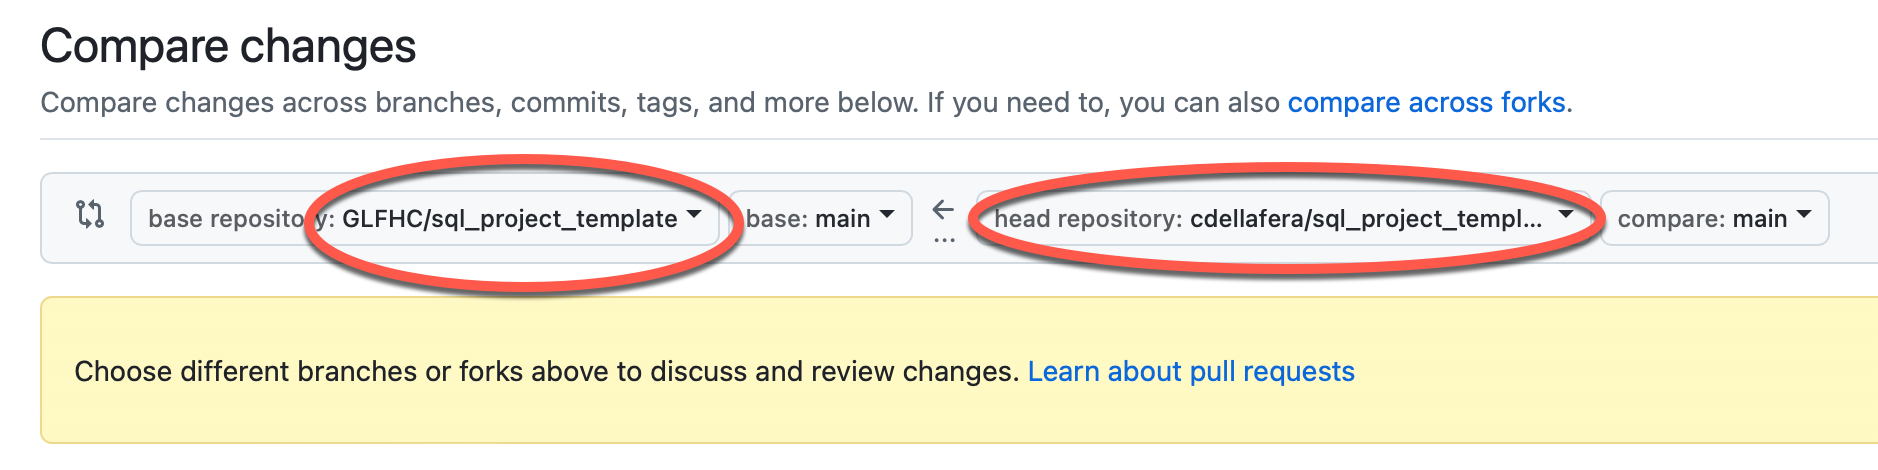 Compare changes
Compare changes across branches, commits, tags, and more below. If you need to, you can also compare across forks.
base repository: GLFHC/sql_project_template base: main ... head repository: cdellafera/sql_project_templ... compare: main
Choose different branches or forks above to discuss and review changes. Learn about pull requests